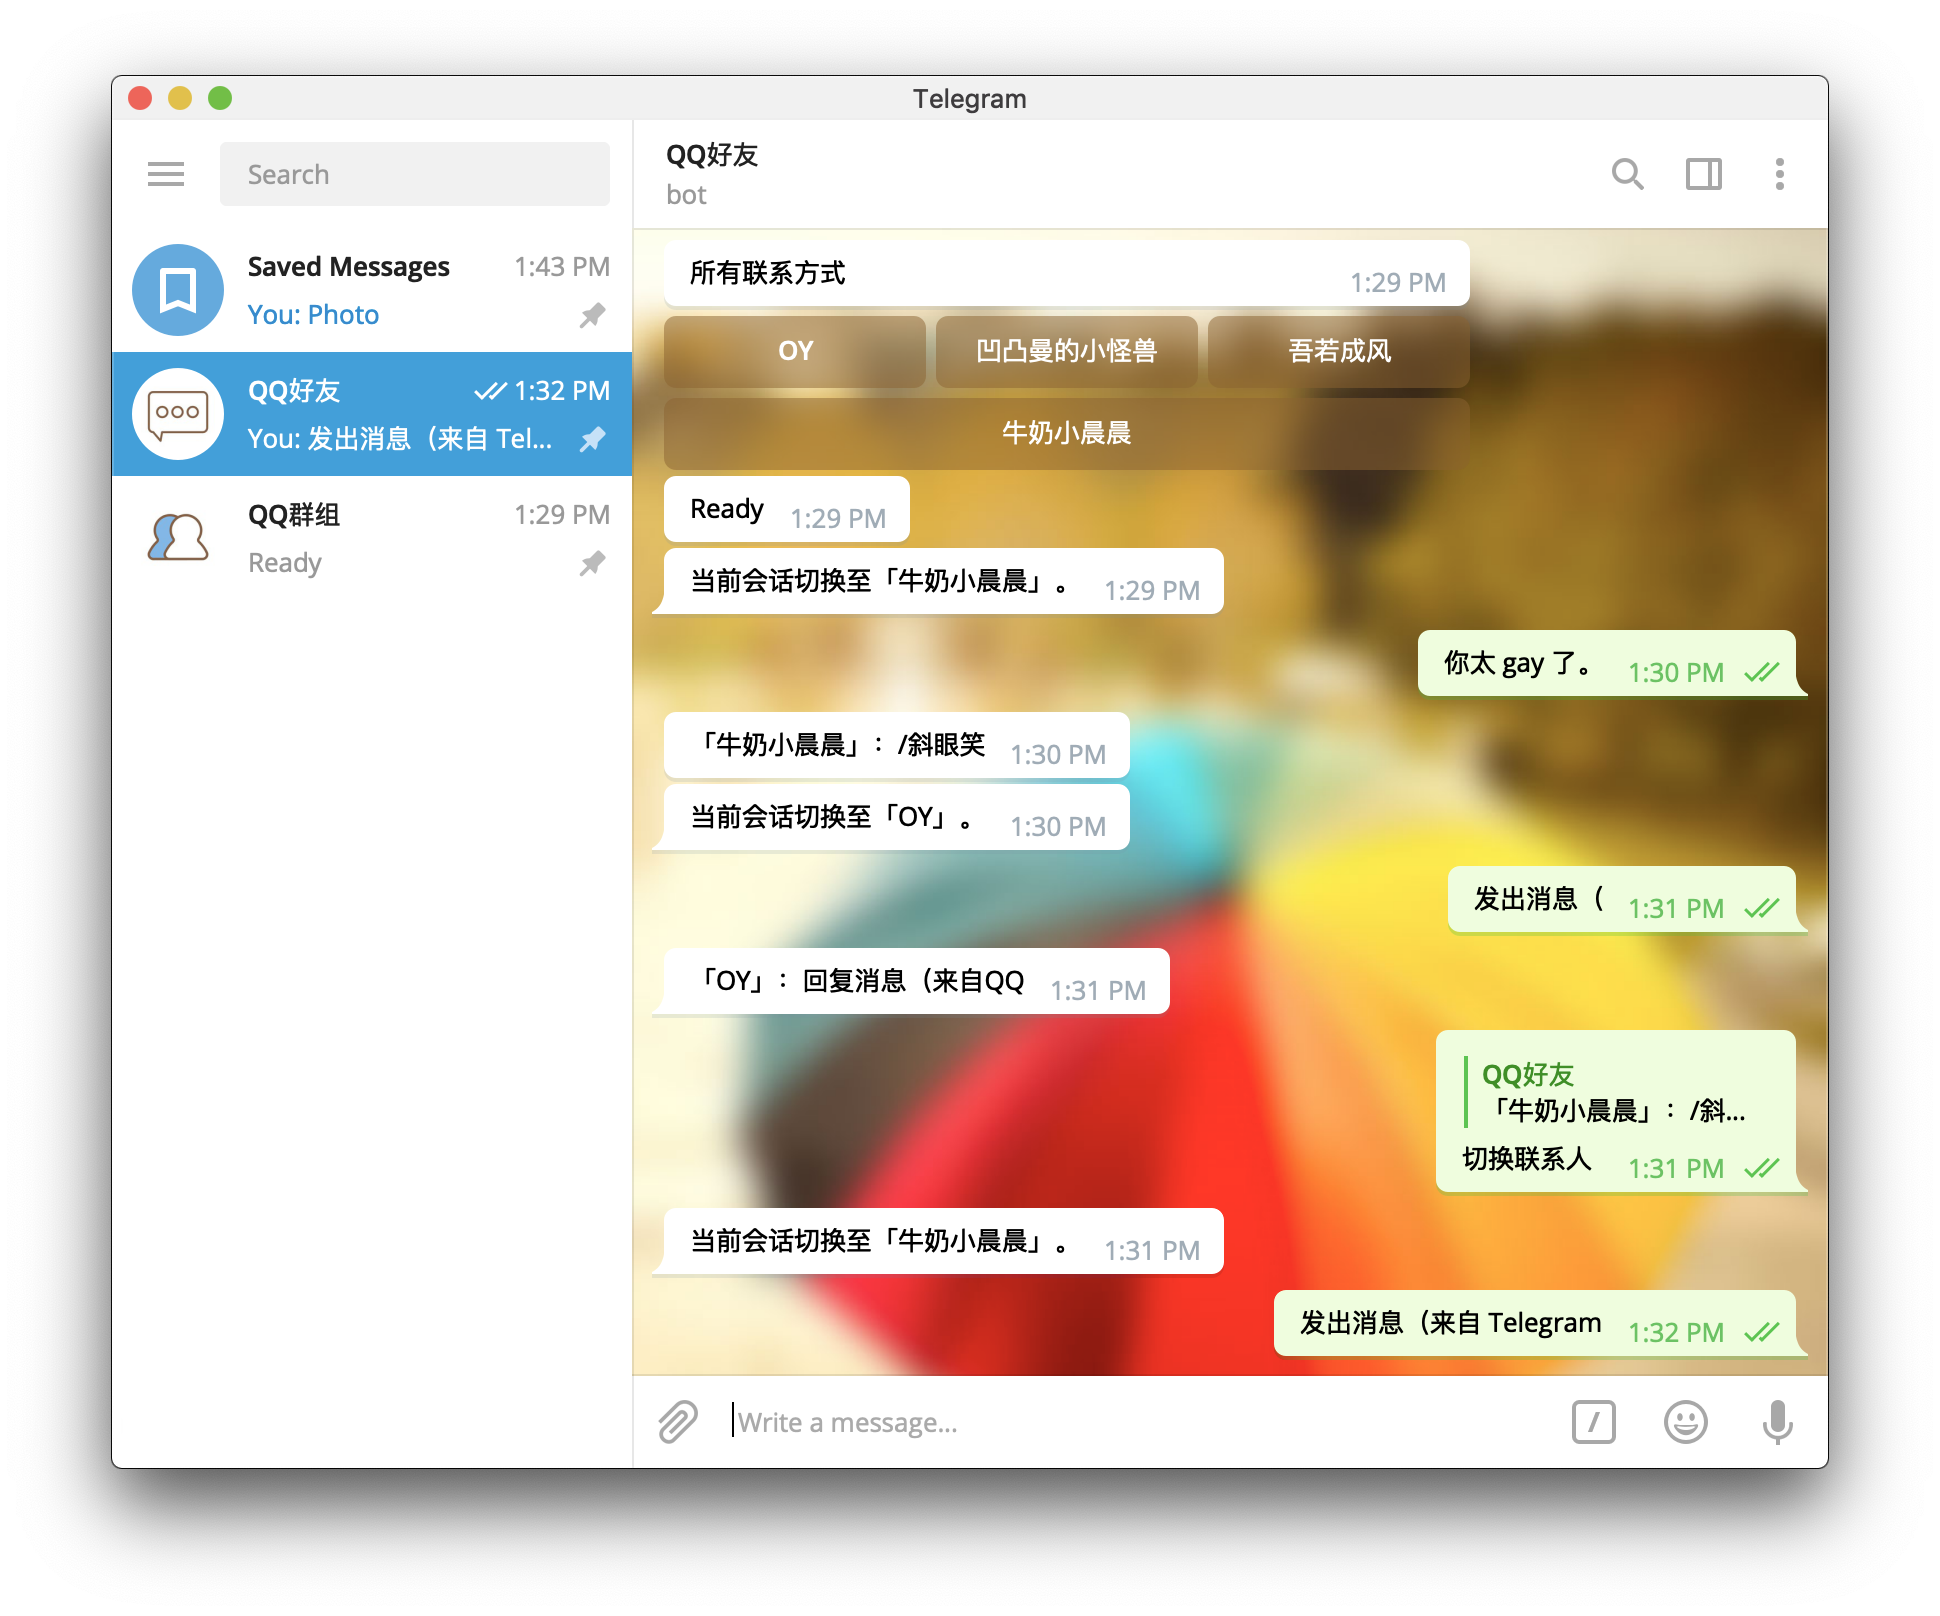 Telegram
Search
Saved Messages 1:43 PM
You: Photo
QQ好友 1:32 PM
You: 发出消息（来自 Tel...
QQ群组 1:29 PM
Ready
QQ好友
bot
所有联系方式 1:29 PM
OY 凹凸曼的小怪兽 吾若成风
牛奶小晨晨
Ready 1:29 PM
当前会话切换至「牛奶小晨晨」。 1:29 PM
你太 gay 了。 1:30 PM
「牛奶小晨晨」：/斜眼笑 1:30 PM
当前会话切换至「OY」。 1:30 PM
发出消息（ 1:31 PM
「OY」：回复消息（来自QQ 1:31 PM
QQ好友
「牛奶小晨晨」：/斜...
切换联系人 1:31 PM
当前会话切换至「牛奶小晨晨」。 1:31 PM
发出消息（来自 Telegram 1:32 PM
Write a message...